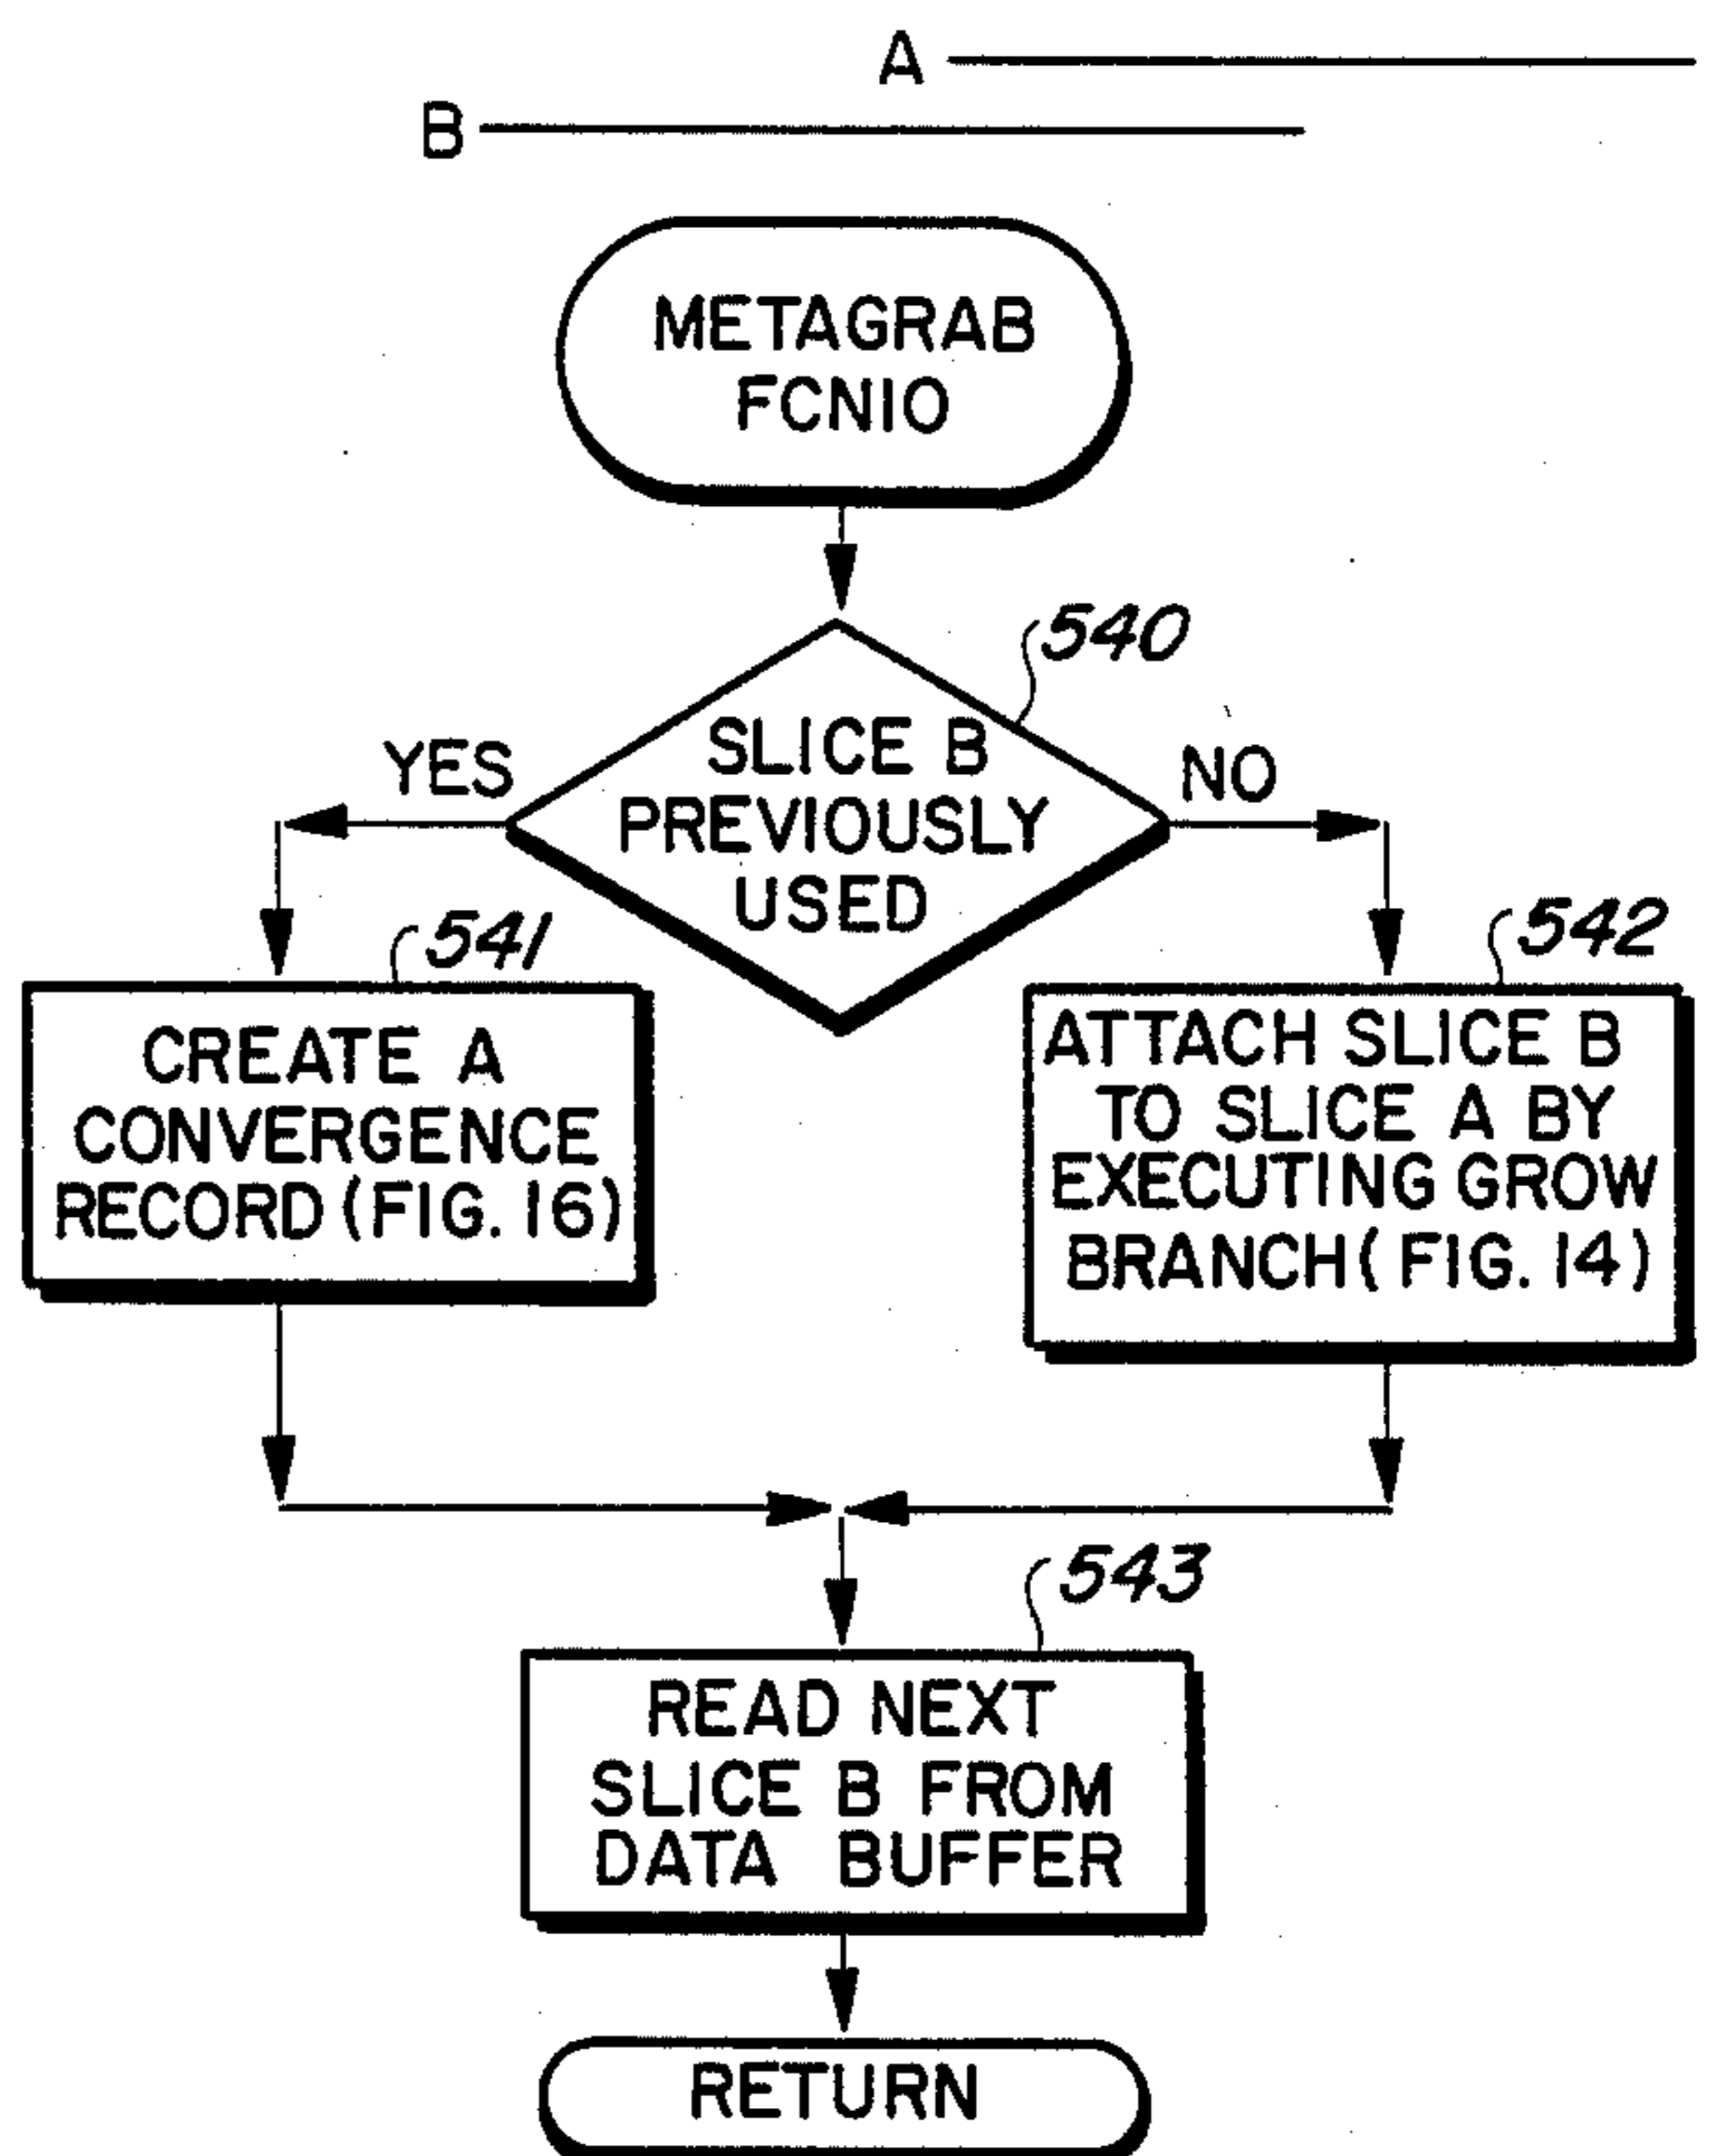 A
B
METAGRAB
FCN10
540
SLICE B
PREVIOUSLY
USED
YES
NO
541
542
CREATE A
CONVERGENCE
RECORD (FIG. 16)
ATTACH SLICE B
TO SLICE A BY
EXECUTING GROW
BRANCH (FIG. 14)
543
READ NEXT
SLICE B FROM
DATA BUFFER
RETURN